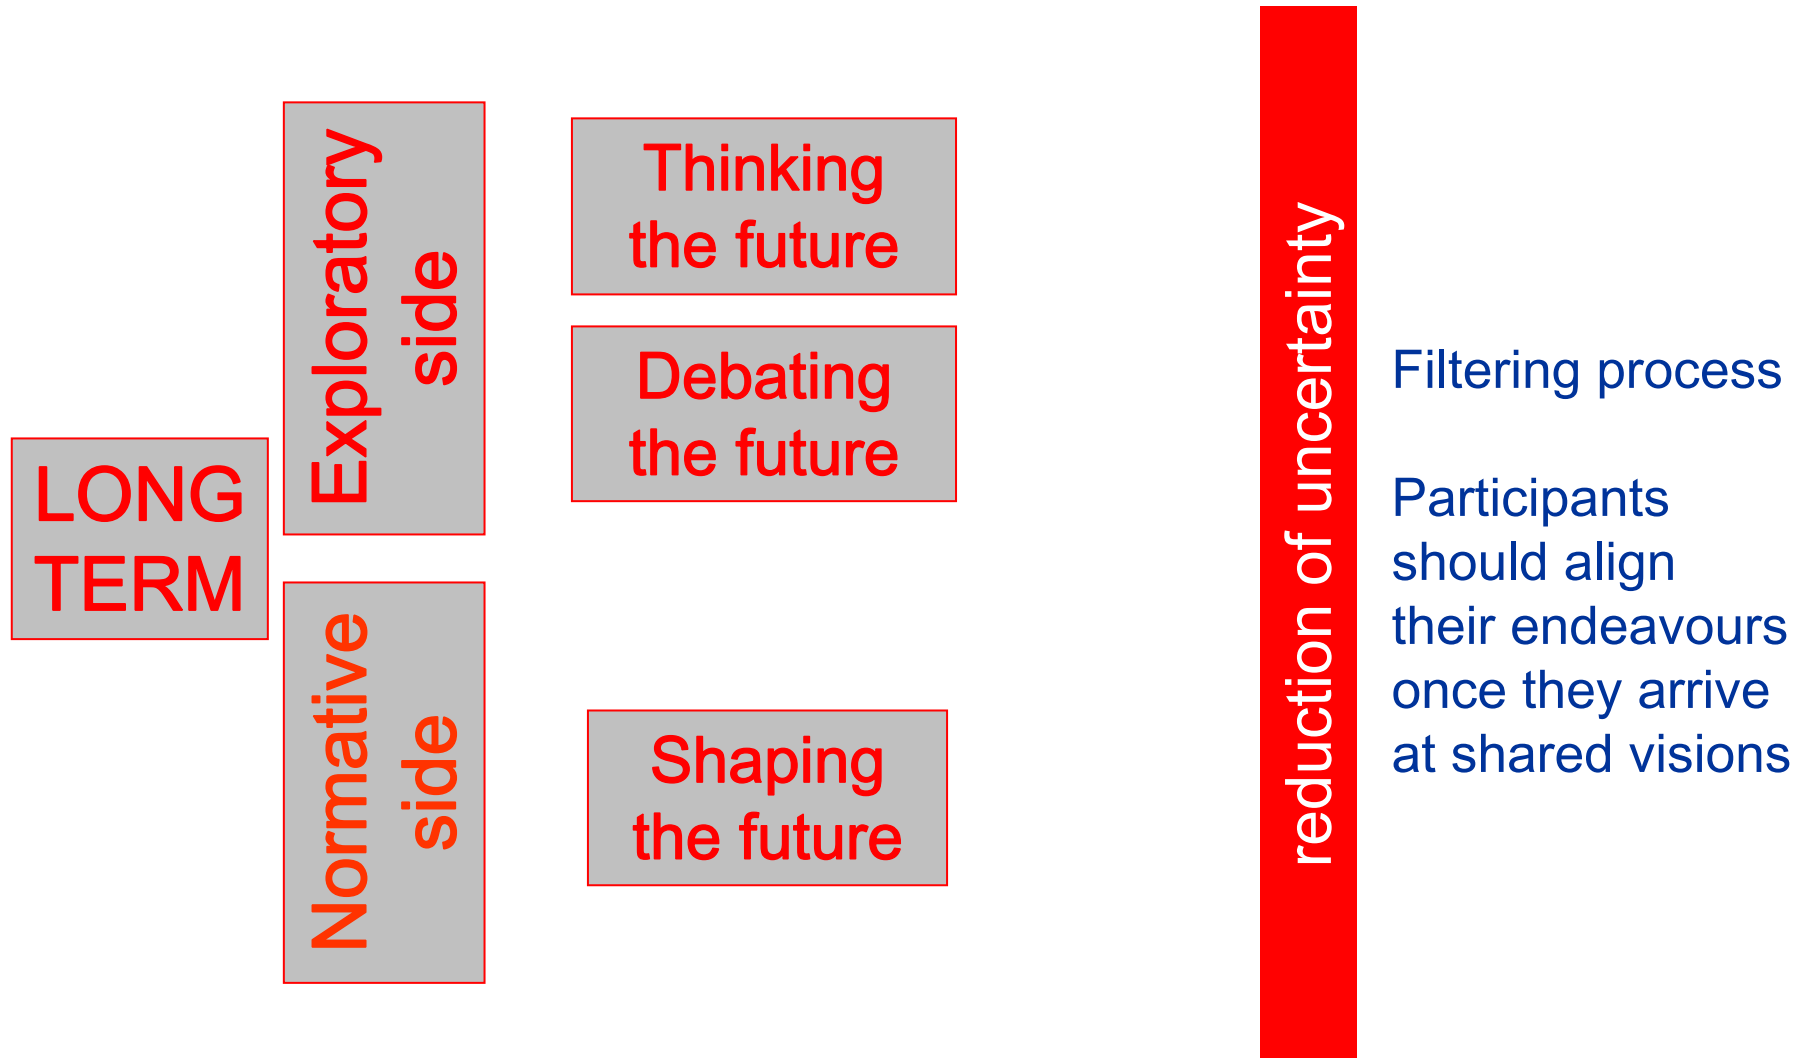 LONG
TERM
Exploratory
side
Thinking
the future
Debating
the future
Normative
side
Shaping
the future
reduction of uncertainty
Filtering process
Participants
should align
their endeavours
once they arrive
at shared visions